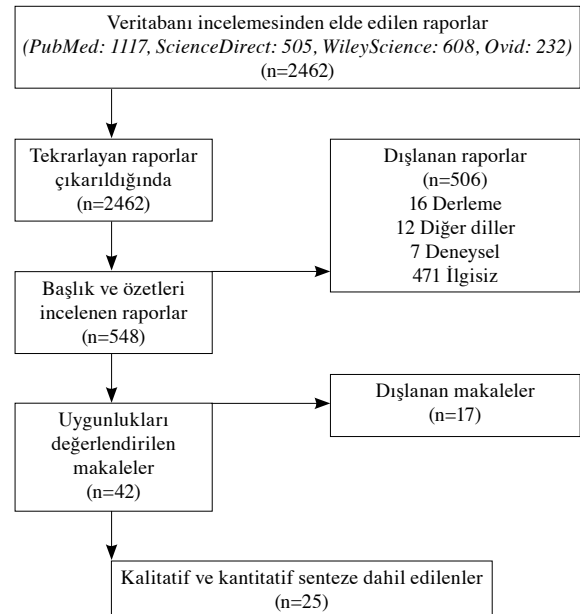 Veritabanı incelemesinden elde edilen raporlar
(PubMed: 1117, ScienceDirect: 505, WileyScience: 608, Ovid: 232)
(n=2462)
Tekrarlayan raporlar
çıkarıldığında
(n=2462)
Dışlanan raporlar
(n=506)
16 Derleme
12 Diğer diller
7 Deneysel
471 İlgisiz
Başlık ve özetleri
incelenen raporlar
(n=548)
Dışlanan makaleler
(n=17)
Uygunlukları
değerlendirilen
makaleler
(n=42)
Kalitatif ve kantitatif senteze dahil edilenler
(n=25)